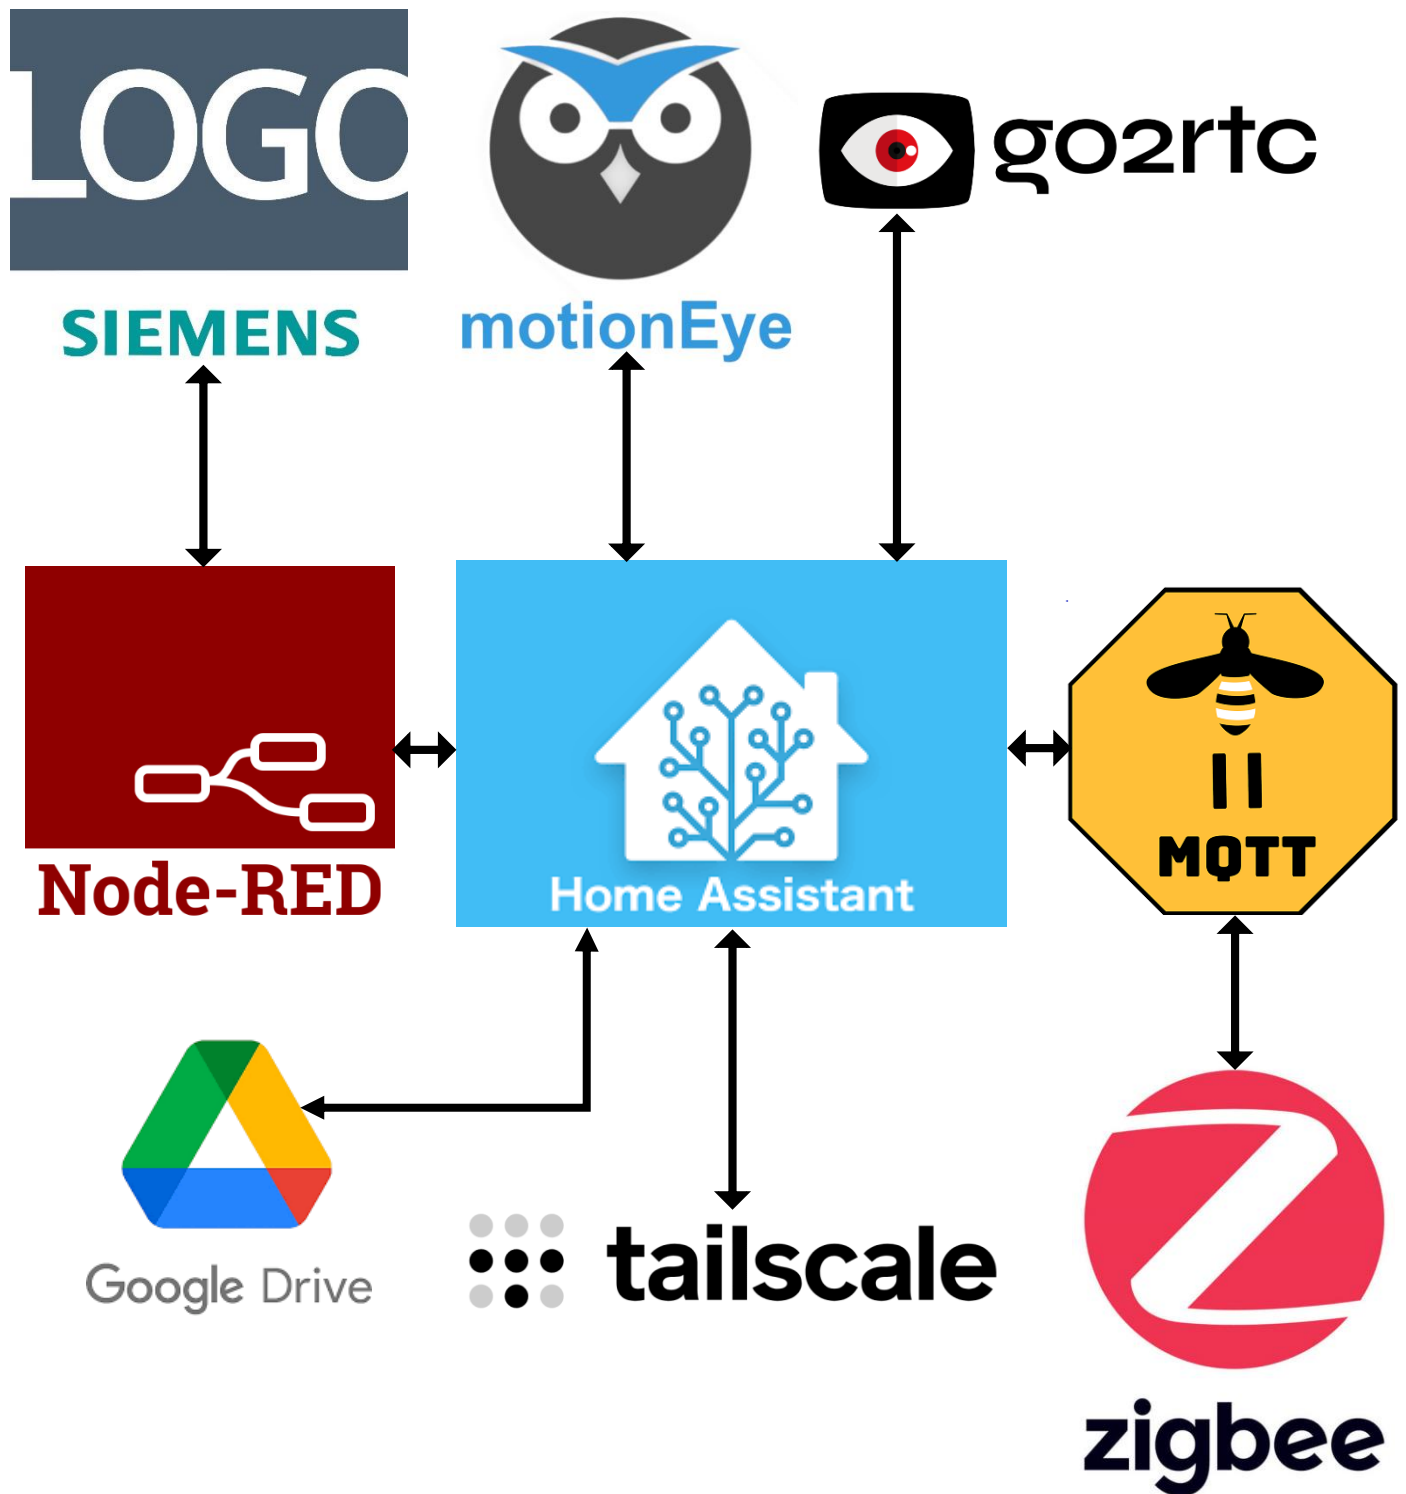 LOGO
SIEMENS
motionEye
go2rtc
Node-RED
Home Assistant
MQTT
Google Drive
tailscale
zigbee